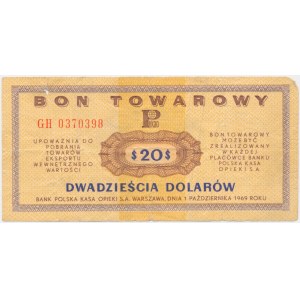 BON TOWAROWY
GH 0370398
P
UPOWAŻNIA DO
POBRANIA
TOWARÓW
EKSPORTU
WEWNĘTRZNEGO
WARTOŚCI
$20$
BON TOWAROWY
MOŻE BYĆ
ZREALIZOWANY
W KAŻDEJ
PLACÓWCE BANKU
POLSKA KASA
OPIEKI S.A.
DWADZIEŚCIA DOLARÓW
BANK POLSKA KASA OPIEKI S.A. WARSZAWA, DNIA 1 PAŹDZIERNIKA 1969 ROKU